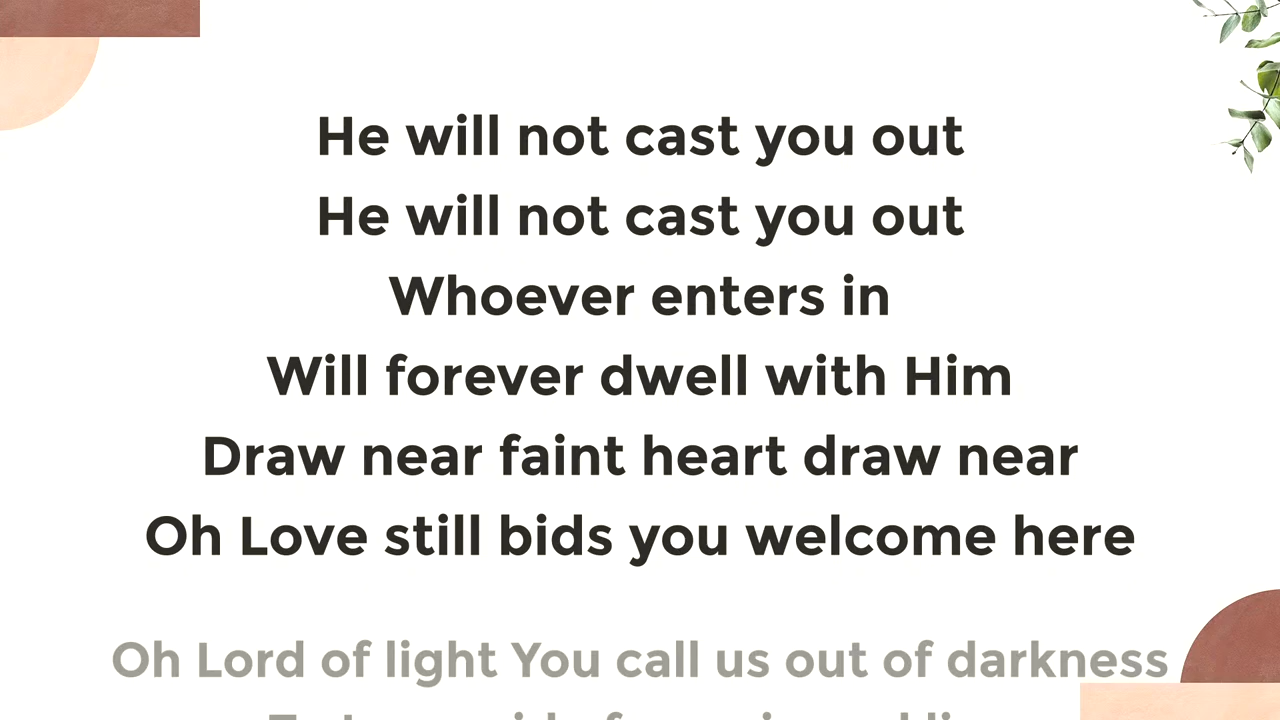 He will not cast you out
He will not cast you out
Whoever enters in
Will forever dwell with Him
Draw near faint heart draw near
Oh Love still bids you welcome here
Oh Lord of light You call us out of darkness